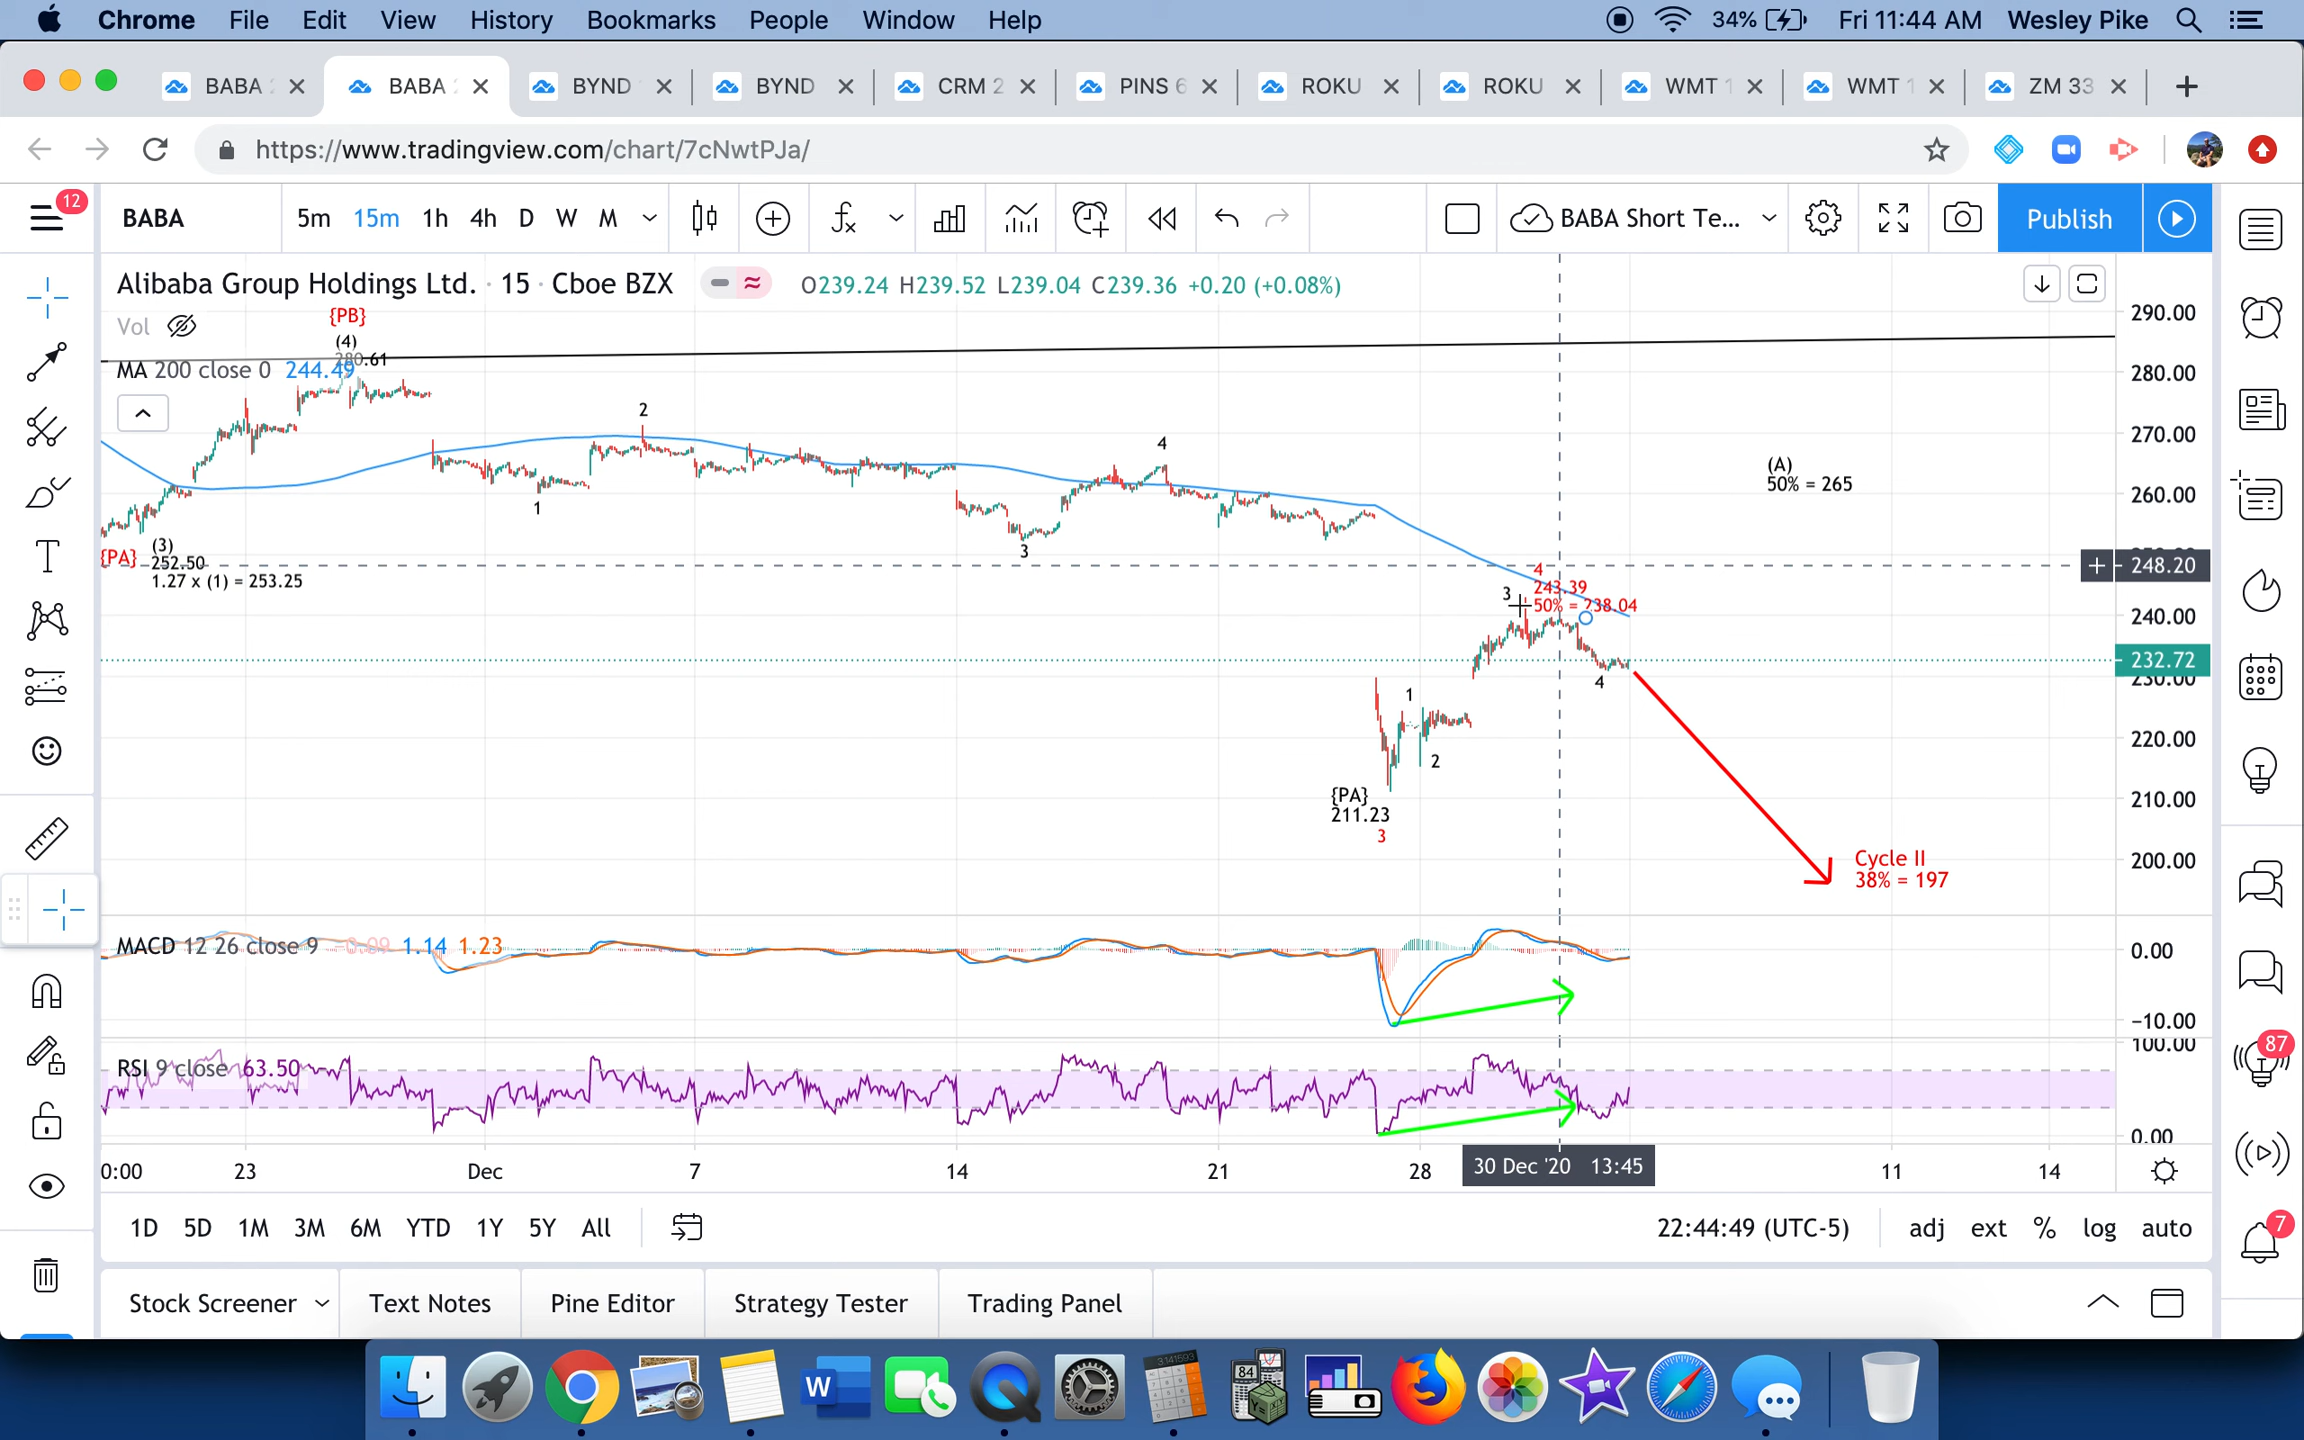 Chrome File Edit View History Bookmarks People Window Help 34% Fri 11:44 AM Wesley Pike
BABA BABA BYND BYND CRM 2 PINS 6 ROKU ROKU WMT 1 WMT 1 ZM 33
https://www.tradingview.com/chart/7cNwtPJa/
12 BABA 5m 15m 1h 4h D W M BABA Short Te... Publish
Alibaba Group Holdings Ltd. · 15 · Cboe BZX O239.24 H239.52 L239.04 C239.36 +0.20 (+0.08%)
Vol
MA 200 close 0 244.49
{PB}
(4)
280.61
2
4
1
3
(A)
50% = 265
{PA}
(3)
252.50
1.27 x (1) = 253.25
4
243.39
50% = 238.04
3
4
1
2
{PA}
211.23
3
Cycle II
38% = 197
290.00
280.00
270.00
260.00
248.20
240.00
232.72
230.00
220.00
210.00
200.00
MACD 12 26 close 9 −0.09 1.14 1.23
0.00
−10.00
RSI 9 close 63.50
100.00
0.00
87
0:00 23 Dec 7 14 21 28 30 Dec '20 13:45 11 14
1D 5D 1M 3M 6M YTD 1Y 5Y All 22:44:49 (UTC-5) adj ext % log auto
7
Stock Screener Text Notes Pine Editor Strategy Tester Trading Panel
W
3.141593
84